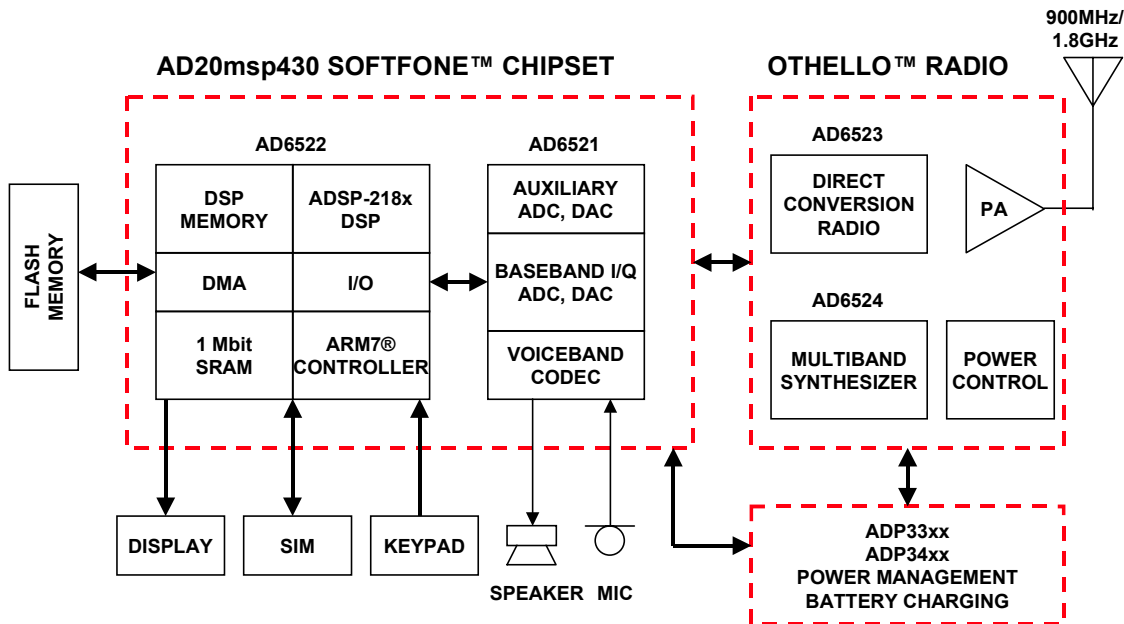 900MHz/
1.8GHz
AD20msp430 SOFTFONE™ CHIPSET
OTHELLO™ RADIO
AD6522
AD6521
AD6523
FLASH
MEMORY
DSP
MEMORY
ADSP-218x
DSP
DMA
I/O
1 Mbit
SRAM
ARM7®
CONTROLLER
AUXILIARY
ADC, DAC
BASEBAND I/Q
ADC, DAC
VOICEBAND
CODEC
DIRECT
CONVERSION
RADIO
PA
AD6524
MULTIBAND
SYNTHESIZER
POWER
CONTROL
DISPLAY
SIM
KEYPAD
SPEAKER
MIC
ADP33xx
ADP34xx
POWER MANAGEMENT
BATTERY CHARGING